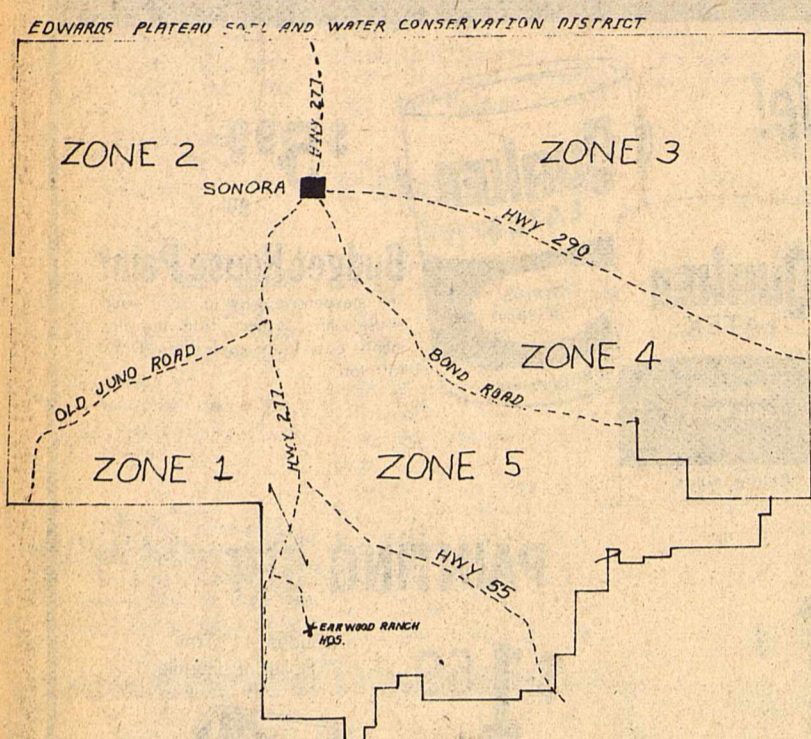 EDWARDS PLATEAU SOIL AND WATER CONSERVATION DISTRICT
HWY 277
ZONE 2
ZONE 3
SONORA
HWY 290
ZONE 4
OLD JUNO ROAD
BOND ROAD
HWY 277
ZONE 1
ZONE 5
HWY 55
EARWOOD RANCH
HDS.